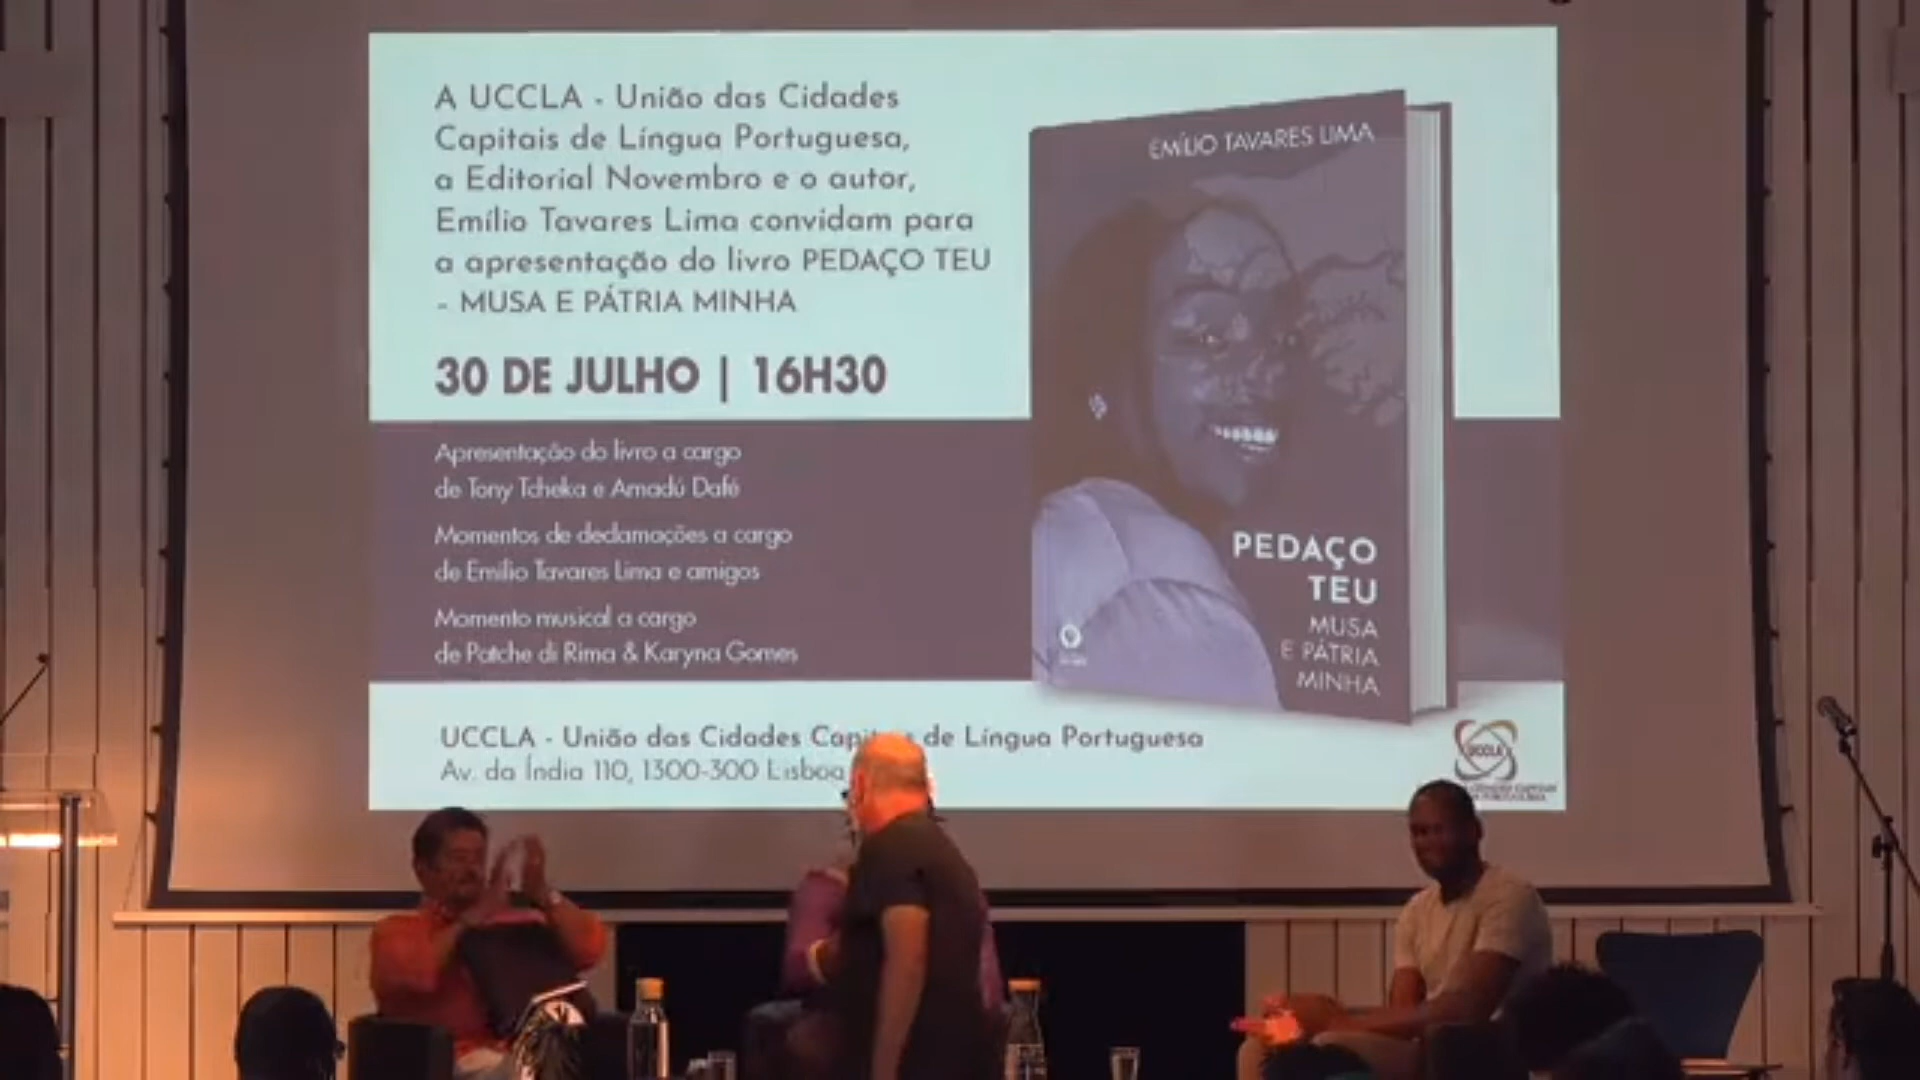 A UCCLA - União das Cidades
Capitais de Língua Portuguesa,
a Editorial Novembro e o autor,
Emílio Tavares Lima convidam para
a apresentação do livro PEDAÇO TEU
- MUSA E PÁTRIA MINHA
30 DE JULHO | 16H30
Apresentação do livro a cargo
de Tony Tcheka e Amadú Dafé
Momentos de declamações a cargo
de Emílio Tavares Lima e amigos
Momento musical a cargo
de Patche di Rima & Karyna Gomes
UCCLA - União das Cidades de Língua Portuguesa
Av. da Índia 110, 1300-300 Lisboa
EMÍLIO TAVARES LIMA
PEDAÇO
TEU
MUSA
E PÁTRIA
MINHA
UCCLA